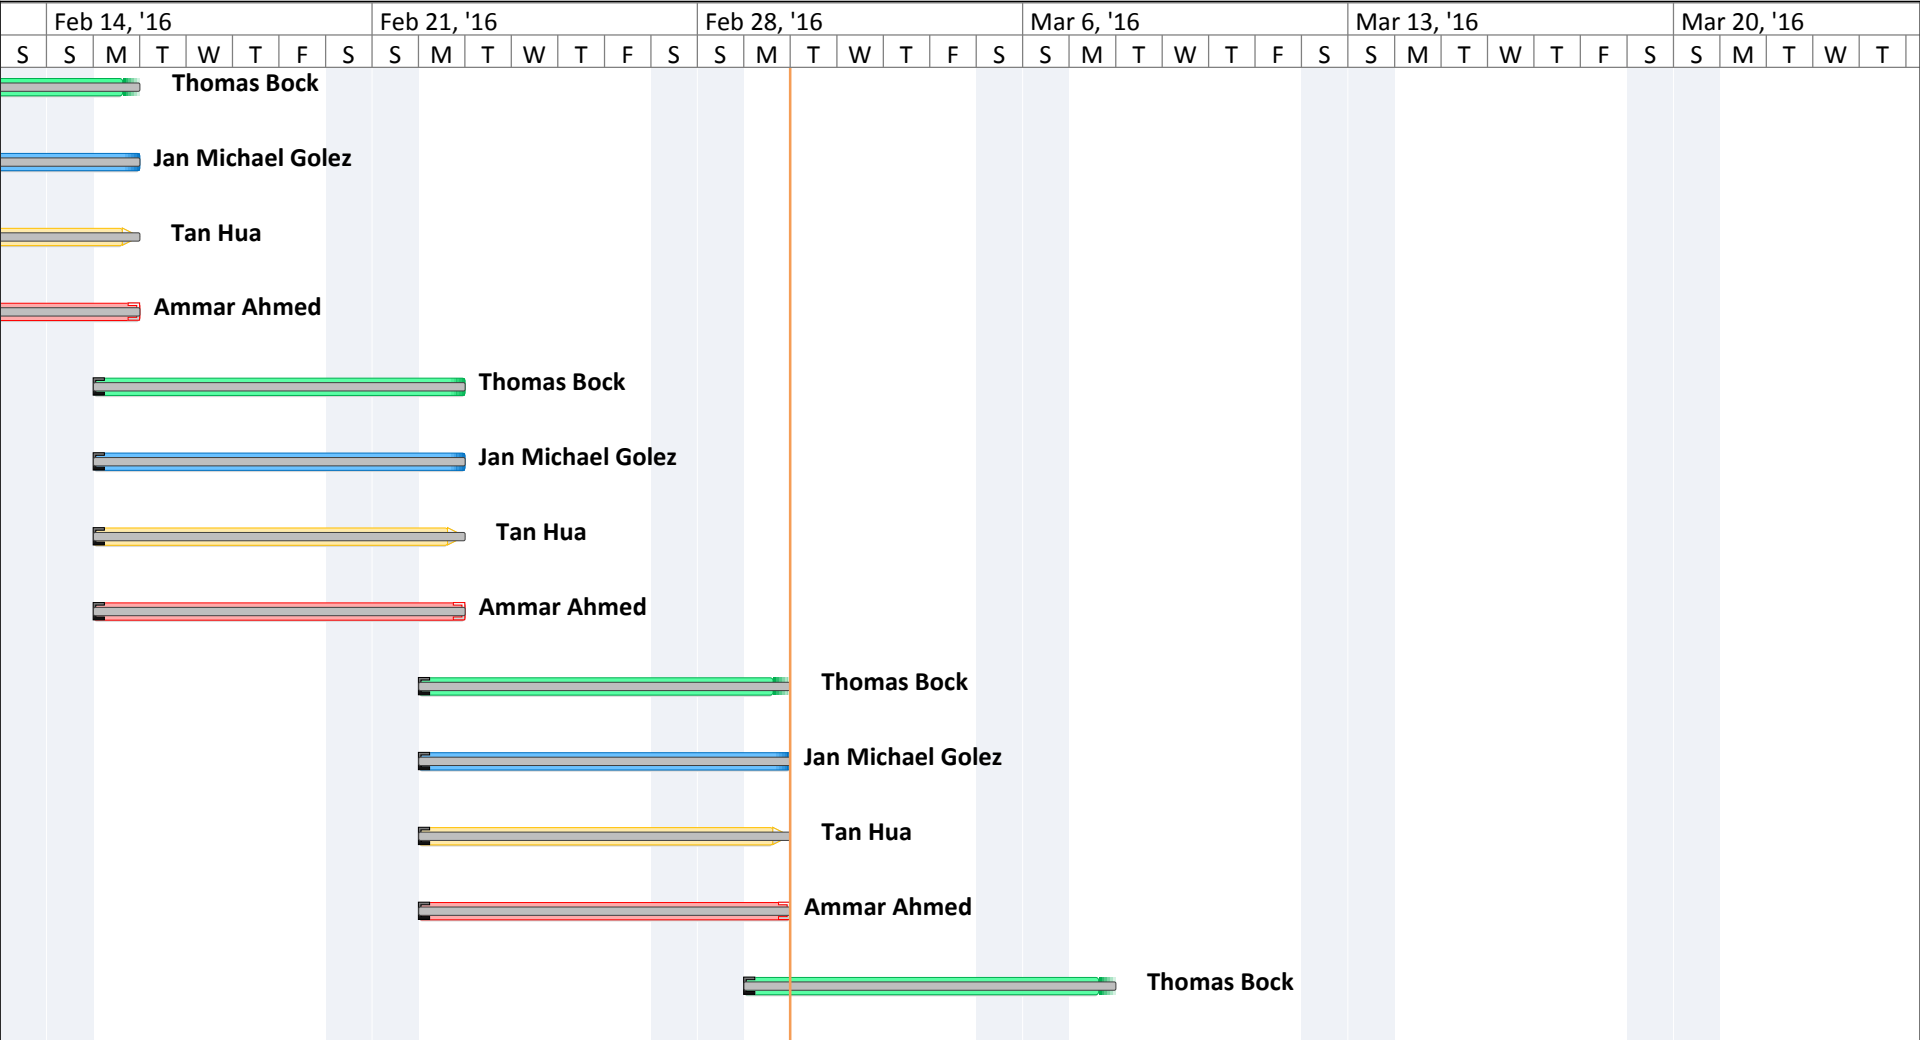 Feb 14, '16 Feb 21, '16 Feb 28, '16 Mar 6, '16 Mar 13, '16 Mar 20, '16
S S M T W T F S S M T W T F S S M T W T F S S M T W T F S S M T W T F S S M T W T
Thomas Bock
Jan Michael Golez
Tan Hua
Ammar Ahmed
Thomas Bock
Jan Michael Golez
Tan Hua
Ammar Ahmed
Thomas Bock
Jan Michael Golez
Tan Hua
Ammar Ahmed
Thomas Bock